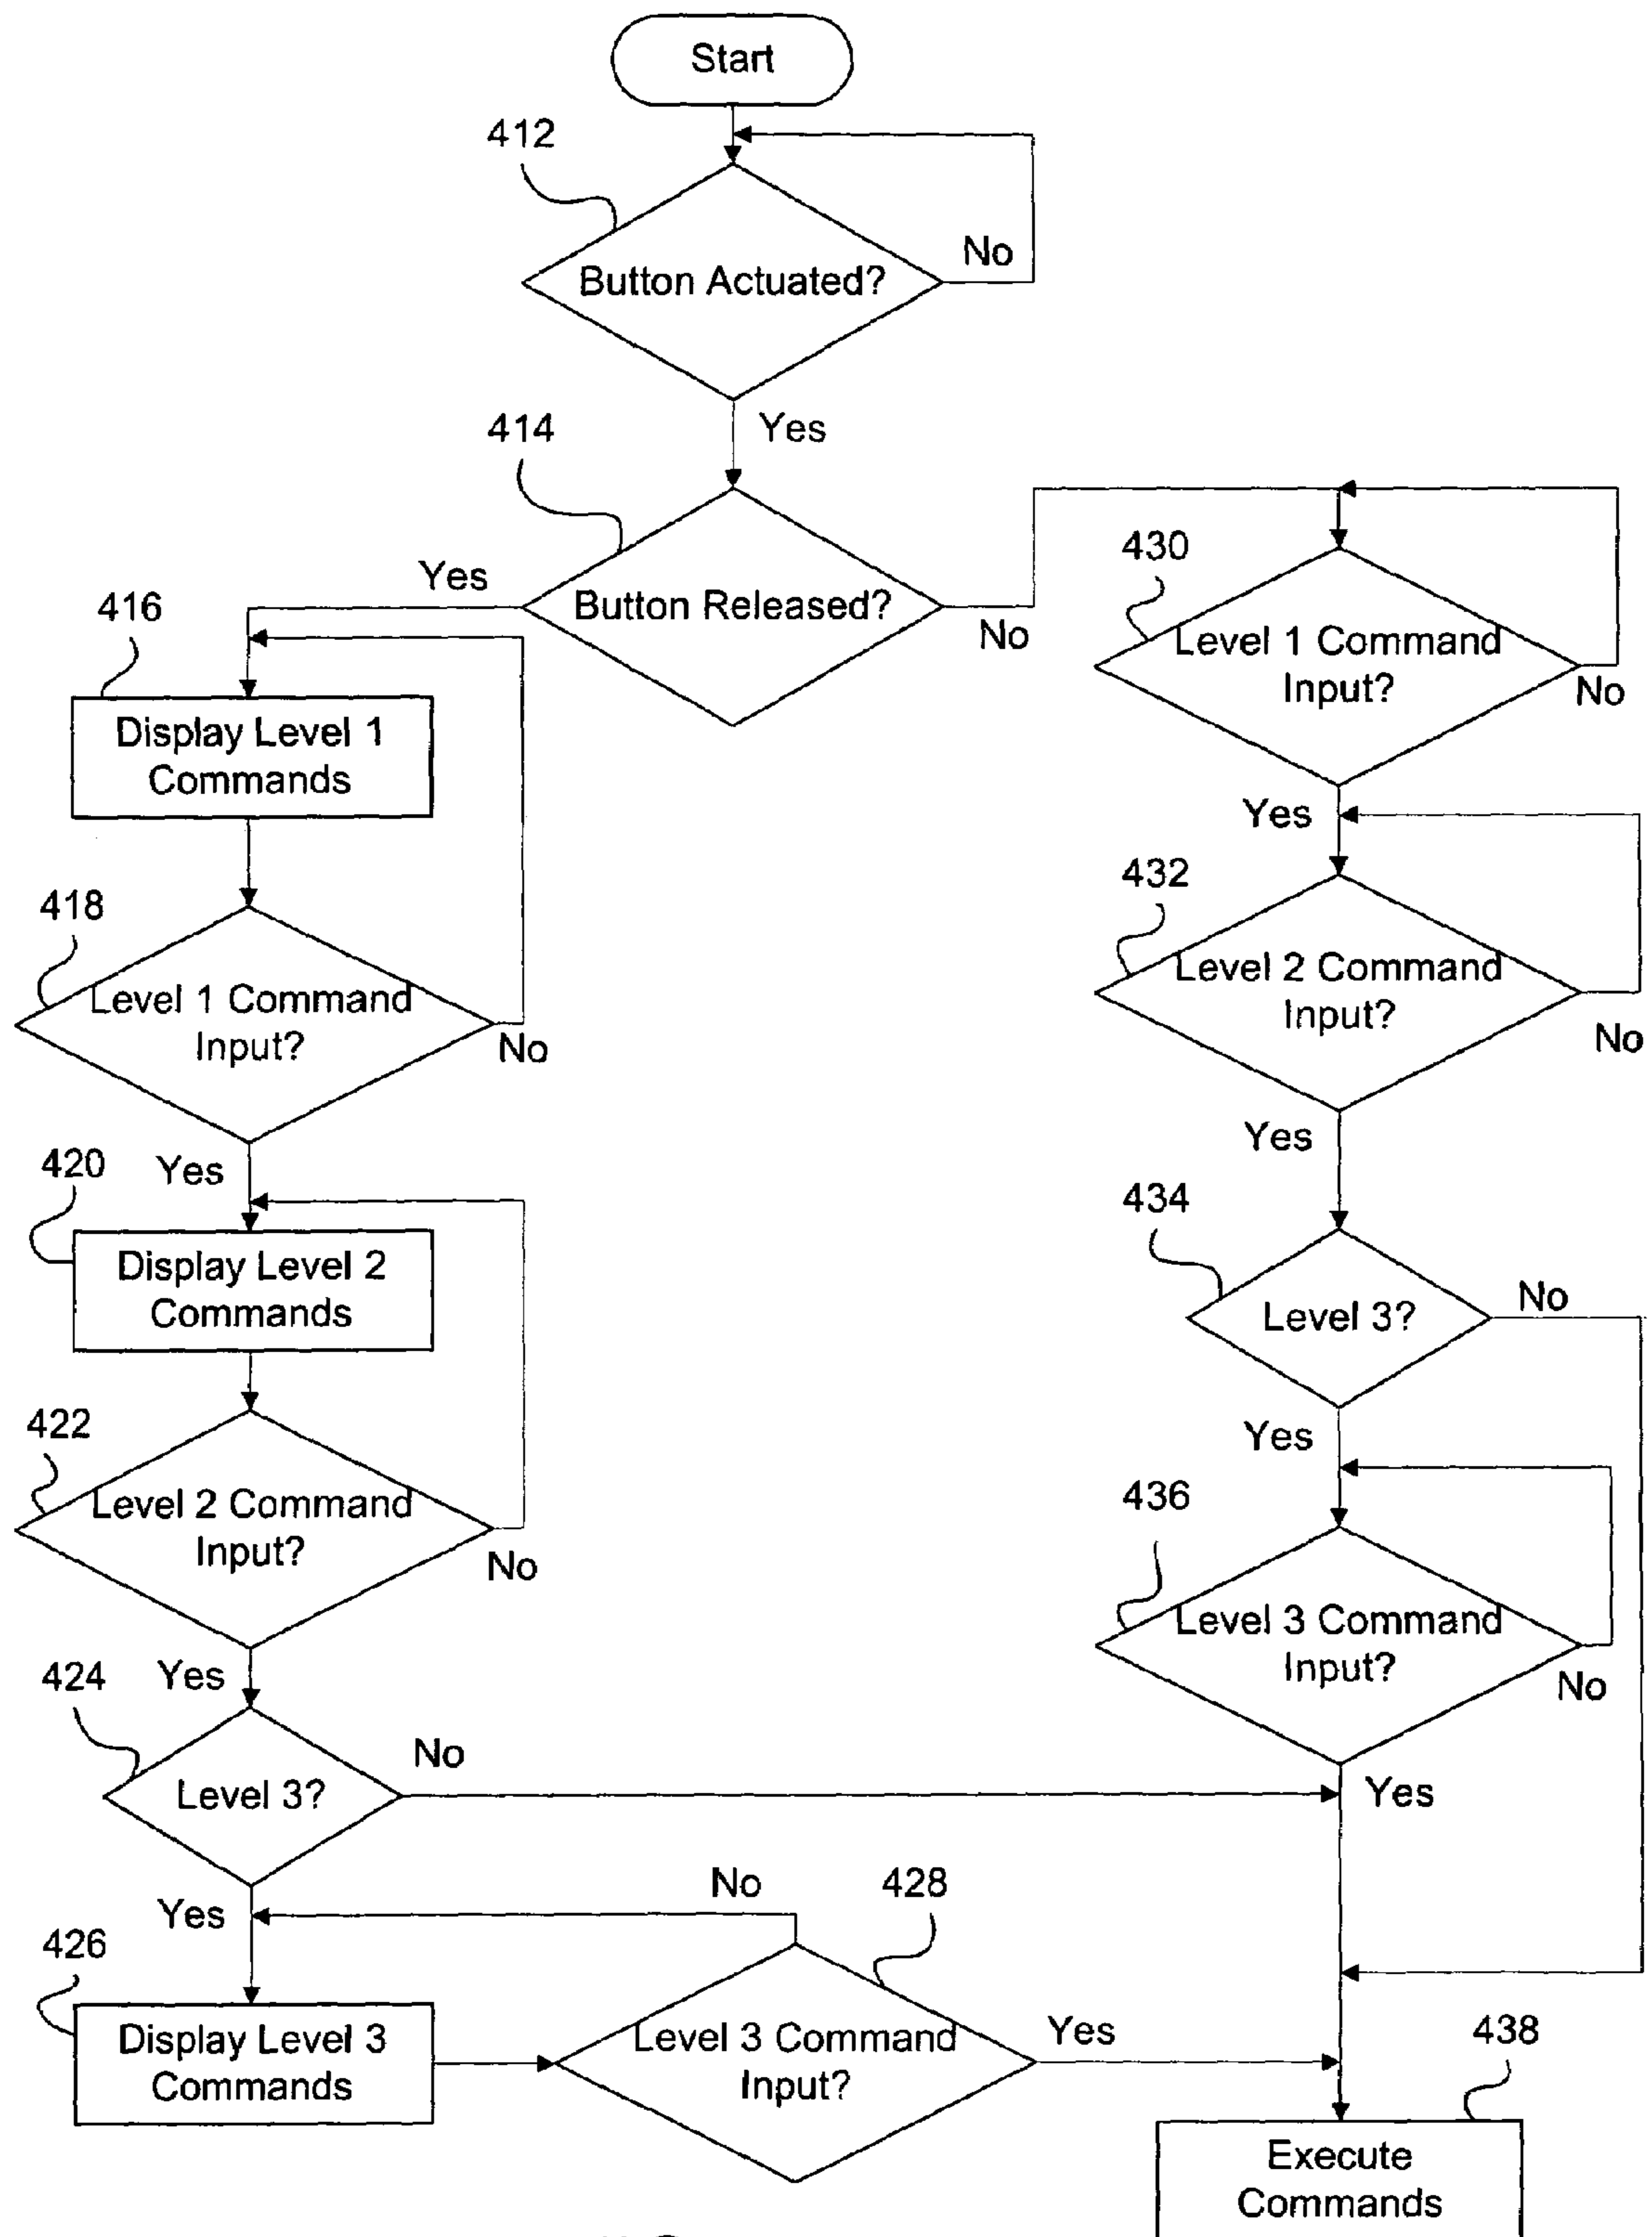 Start
412
No
Button Actuated?
Yes
414
Yes
Button Released?
No
430
Level 1 Command
Input?
No
416
Display Level 1
Commands
Yes
432
Level 2 Command
Input?
No
418
Level 1 Command
Input?
No
Yes
420
Yes
434
Display Level 2
Commands
Level 3?
No
422
Level 2 Command
Input?
No
Yes
436
Level 3 Command
Input?
No
Yes
424
Yes
Level 3?
No
Yes
No
428
426
Display Level 3
Commands
Level 3 Command
Input?
Yes
438
Execute
Commands